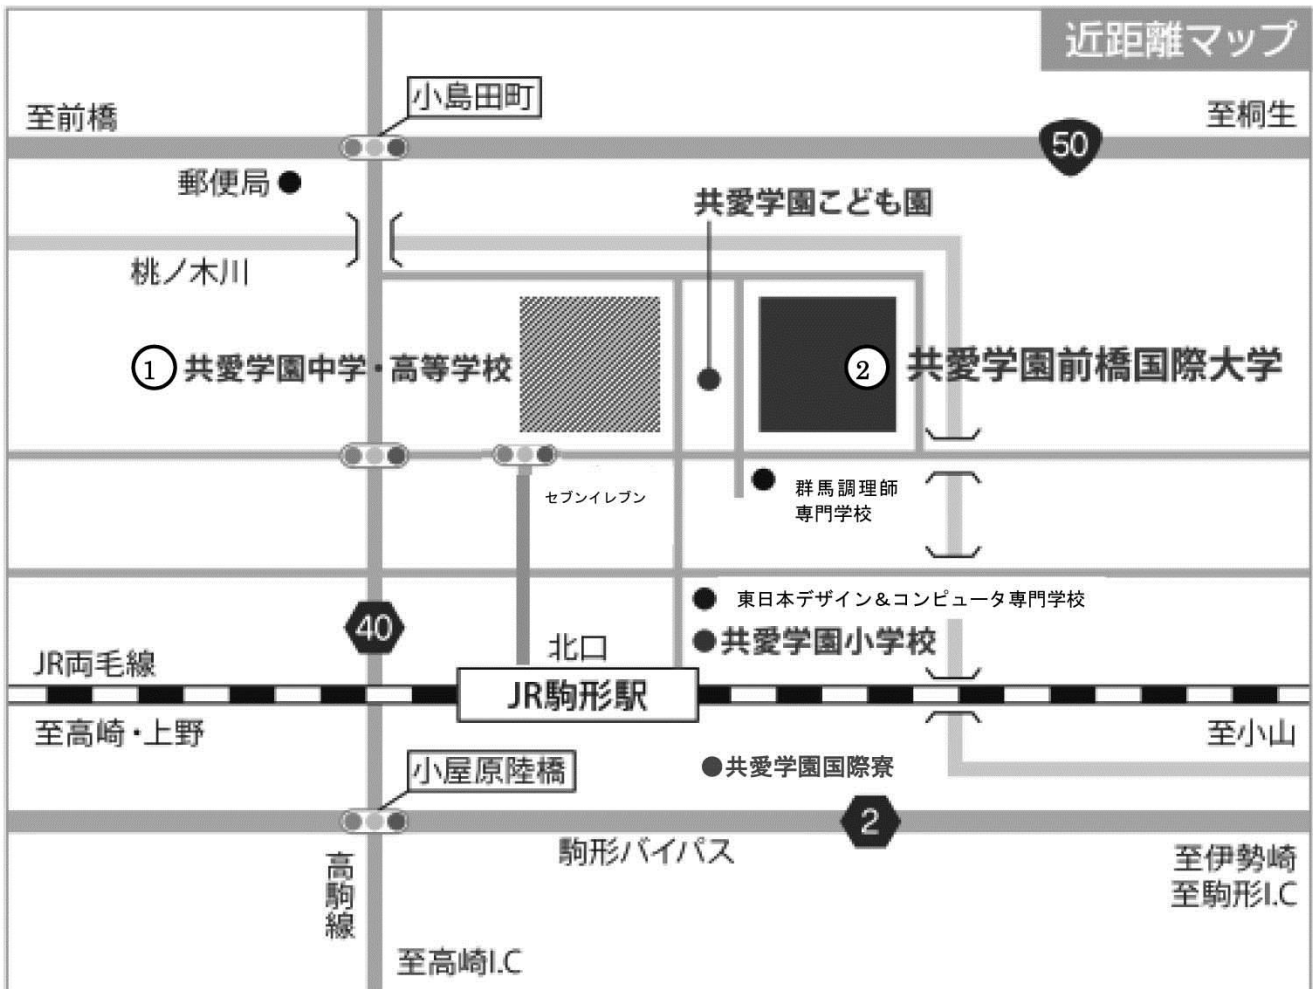 近距離マップ
小島田町
至前橋
至桐生
50
郵便局
共愛学園こども園
桃ノ木川
① 共愛学園中学・高等学校
② 共愛学園前橋国際大学
セブンイレブン
群馬調理師
専門学校
東日本デザイン&コンピュータ専門学校
40
北口
共愛学園小学校
JR両毛線
JR駒形駅
至高崎・上野
至小山
小屋原陸橋
共愛学園国際寮
2
駒形バイパス
高駒線
至伊勢崎
至駒形I.C
至高崎I.C